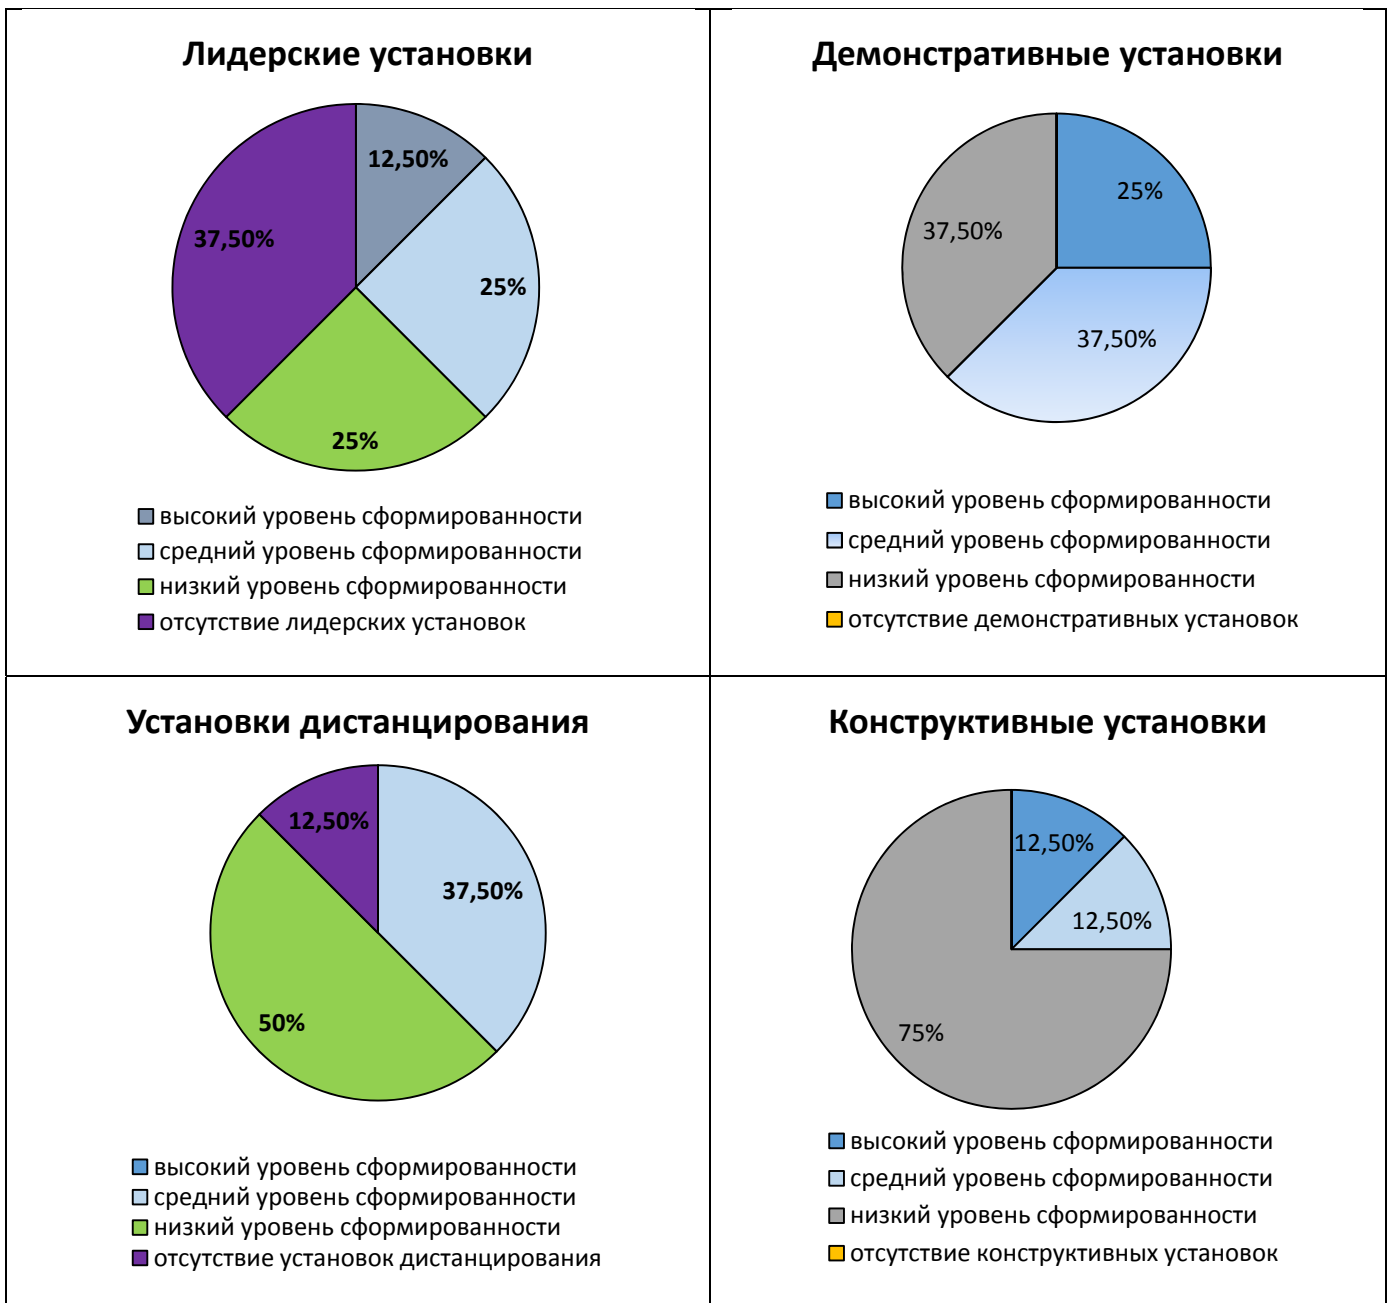 Лидерские установки
12,50%
37,50%
25%
25%
высокий уровень сформированности
средний уровень сформированности
низкий уровень сформированности
отсутствие лидерских установок
Демонстративные установки
25%
37,50%
37,50%
высокий уровень сформированности
средний уровень сформированности
низкий уровень сформированности
отсутствие демонстративных установок
Установки дистанцирования
12,50%
37,50%
50%
высокий уровень сформированности
средний уровень сформированности
низкий уровень сформированности
отсутствие установок дистанцирования
Конструктивные установки
12,50%
12,50%
75%
высокий уровень сформированности
средний уровень сформированности
низкий уровень сформированности
отсутствие конструктивных установок